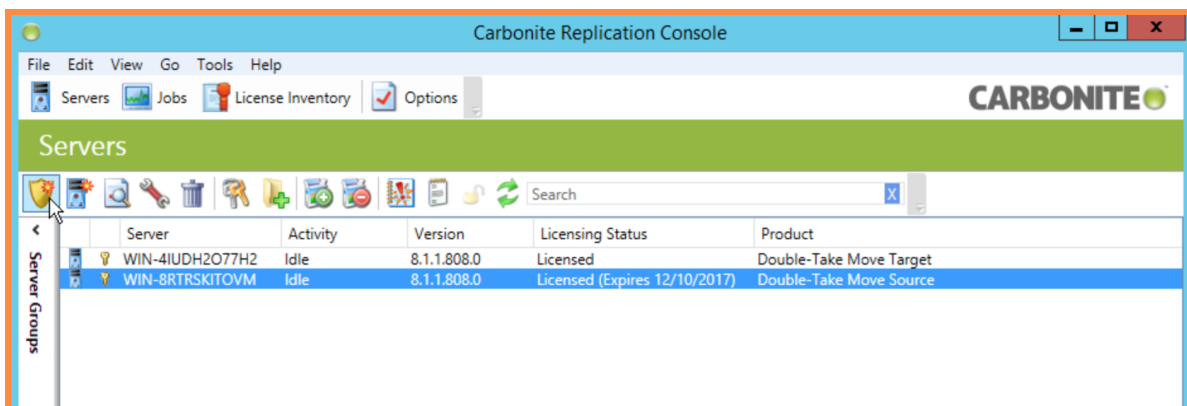 Carbonite Replication Console
File Edit View Go Tools Help
Servers Jobs License Inventory Options
CARBONITE
Servers
Search X
Server Activity Version Licensing Status Product
WIN-4IUDH2O77H2 Idle 8.1.1.808.0 Licensed Double-Take Move Target
WIN-8RTRSKITOVM Idle 8.1.1.808.0 Licensed (Expires 12/10/2017) Double-Take Move Source
Server Groups